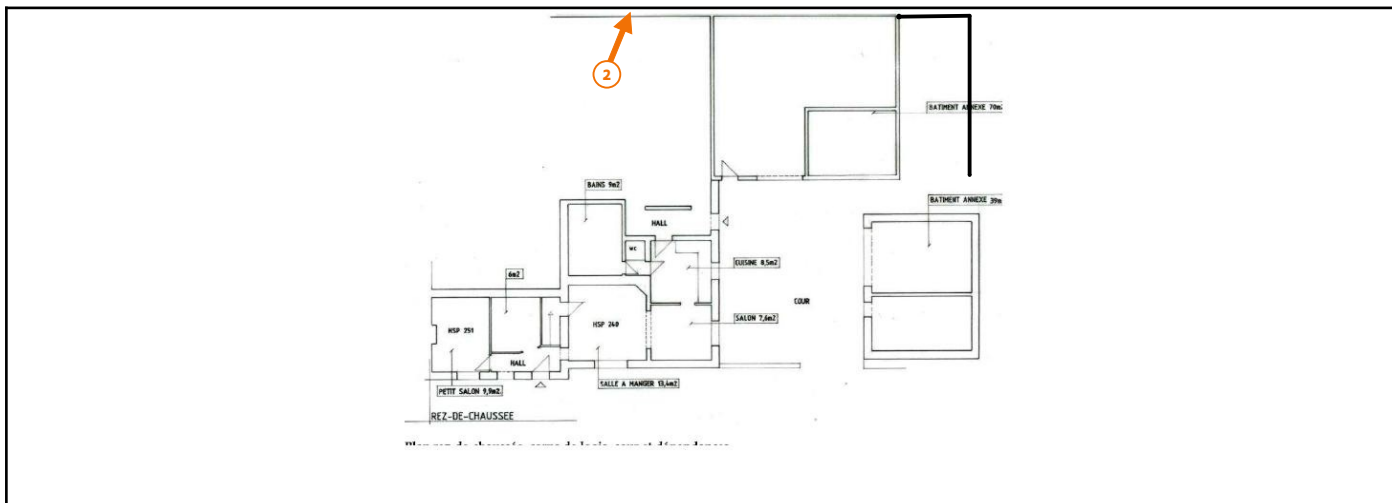 2
BATIMENT ANNEXE 70m2
BAINS 9m2
BATIMENT ANNEXE 39m
HALL
WC
CUISINE 8,5m2
6m2
COUR
HSP 251
HSP 240
SALON 7,6m2
HALL
PETIT SALON 9,9m2
SALLE A MANGER 13,4m2
REZ-DE-CHAUSSEE